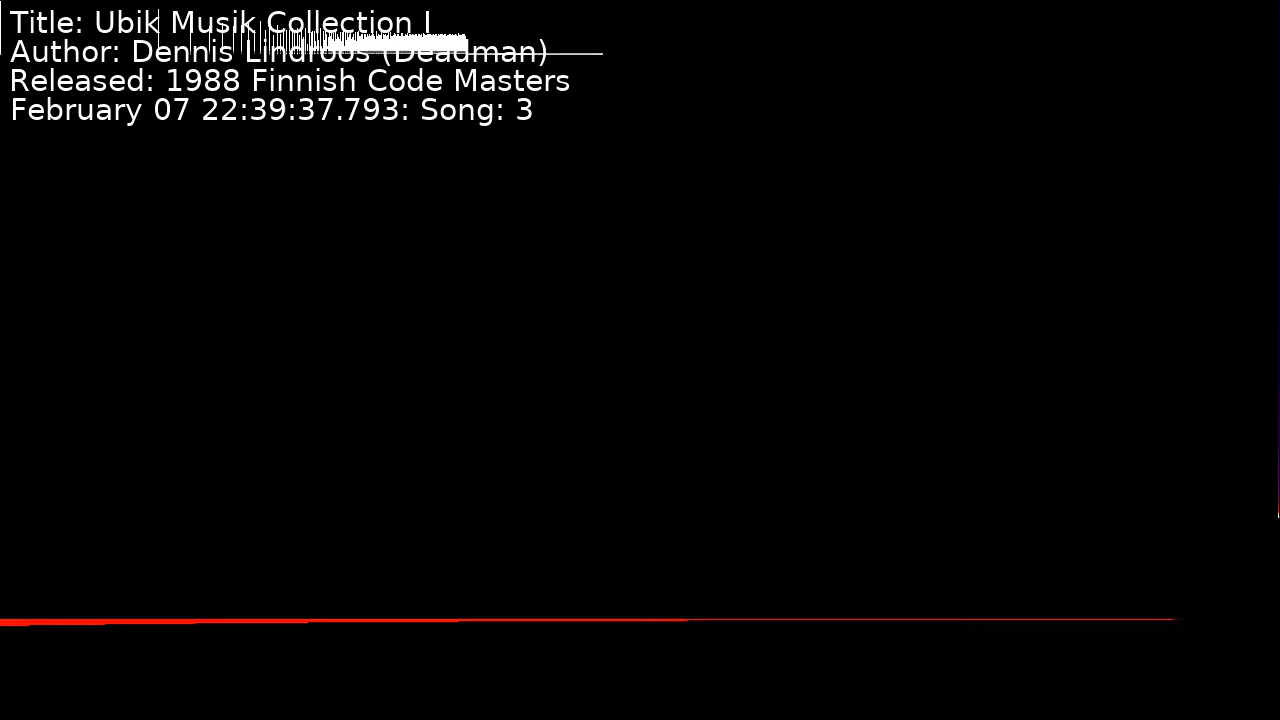 Title: Ubik Musik Collection I
Author: Dennis Lindroos (Deadman)
Released: 1988 Finnish Code Masters
February 07 22:39:37.793: Song: 3